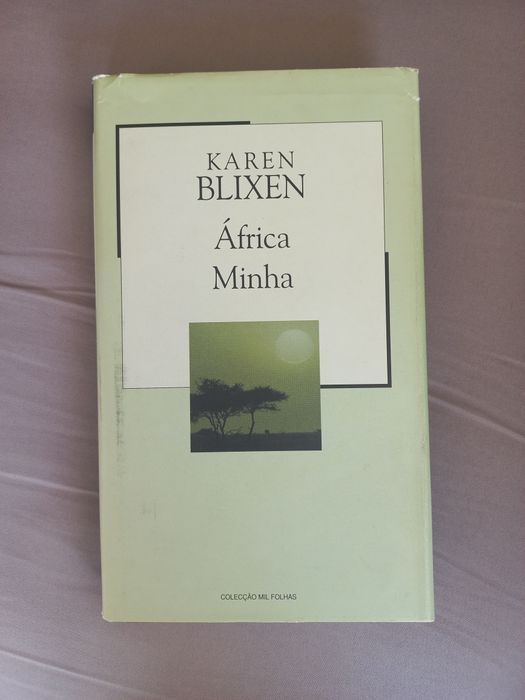 KAREN
BLIXEN
África
Minha
COLECÇÃO MIL FOLHAS